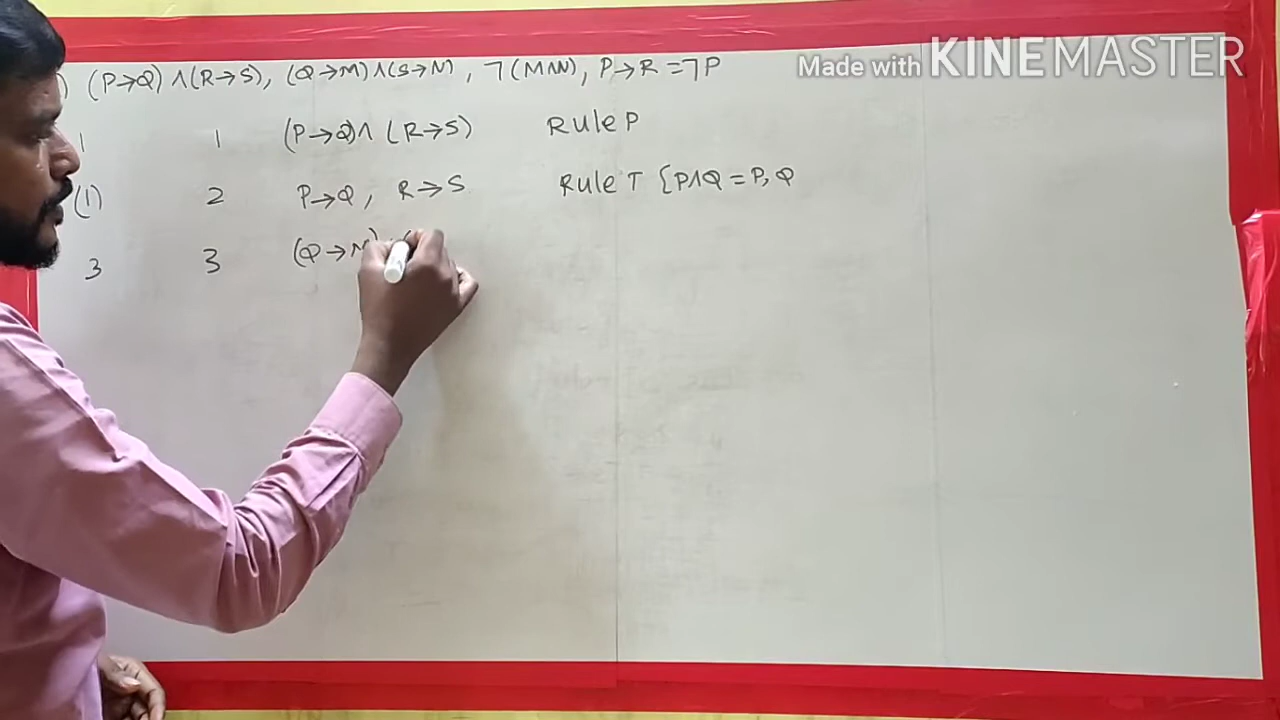 Made with KINEMASTER
) (P→Q) ∧(R→S), (Q→M)∧(S→N), ¬(M∧N), P→R =¬P
1 1 (P→Q)∧ (R→S) Rule P
(1) 2 P→Q, R→S Rule T {P∧Q = P, Q
3 3 (Q→M)